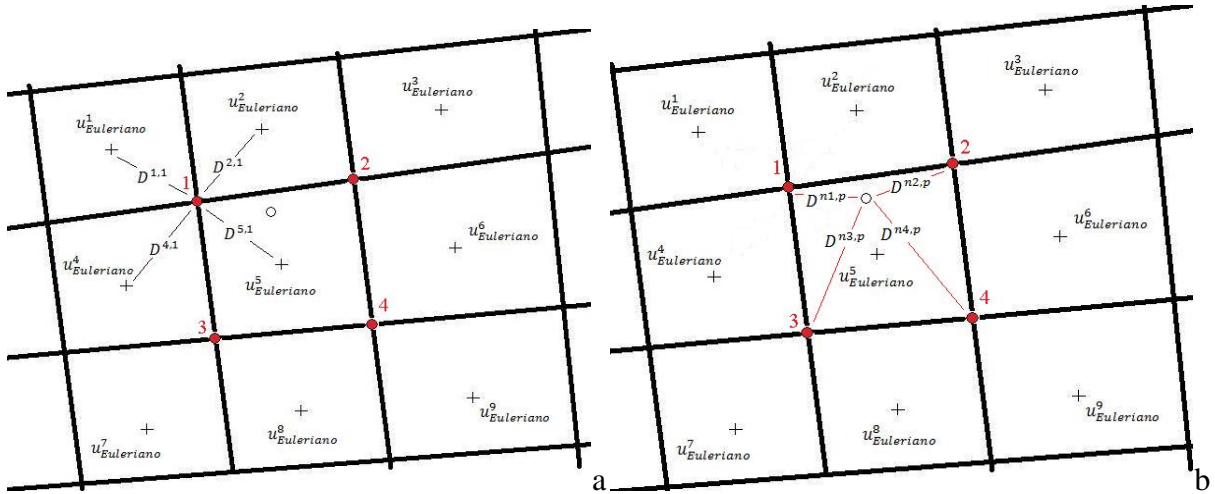 u^1_Euleriano
u^2_Euleriano
u^3_Euleriano
D^1,1
D^2,1
1
2
D^4,1
D^5,1
u^4_Euleriano
u^5_Euleriano
u^6_Euleriano
3
4
u^7_Euleriano
u^8_Euleriano
u^9_Euleriano
a
u^1_Euleriano
u^2_Euleriano
u^3_Euleriano
1
2
D^n1,p
D^n2,p
D^n3,p
D^n4,p
u^4_Euleriano
u^5_Euleriano
u^6_Euleriano
3
4
u^7_Euleriano
u^8_Euleriano
u^9_Euleriano
b